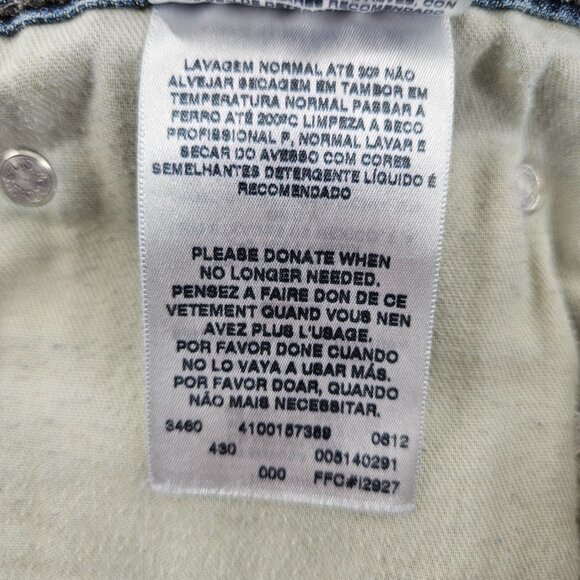 LAVAGEM NORMAL ATÉ 30º NÃO
ALVEJAR SECAGEM EM TAMBOR EM
TEMPERATURA NORMAL PASSAR A
FERRO ATÉ 200ºC LIMPEZA A SECO
PROFISSIONAL P, NORMAL LAVAR E
SECAR DO AVESSO COM CORES
SEMELHANTES DETERGENTE LÍQUIDO É
RECOMENDADO
PLEASE DONATE WHEN
NO LONGER NEEDED.
PENSEZ A FAIRE DON DE CE
VETEMENT QUAND VOUS NEN
AVEZ PLUS L'USAGE.
POR FAVOR DONE CUANDO
NO LO VAYA A USAR MÁS.
POR FAVOR DOAR, QUANDO
NÃO MAIS NECESSITAR.
3460 4100157389 0612
430 005140291
000 FFC#12927